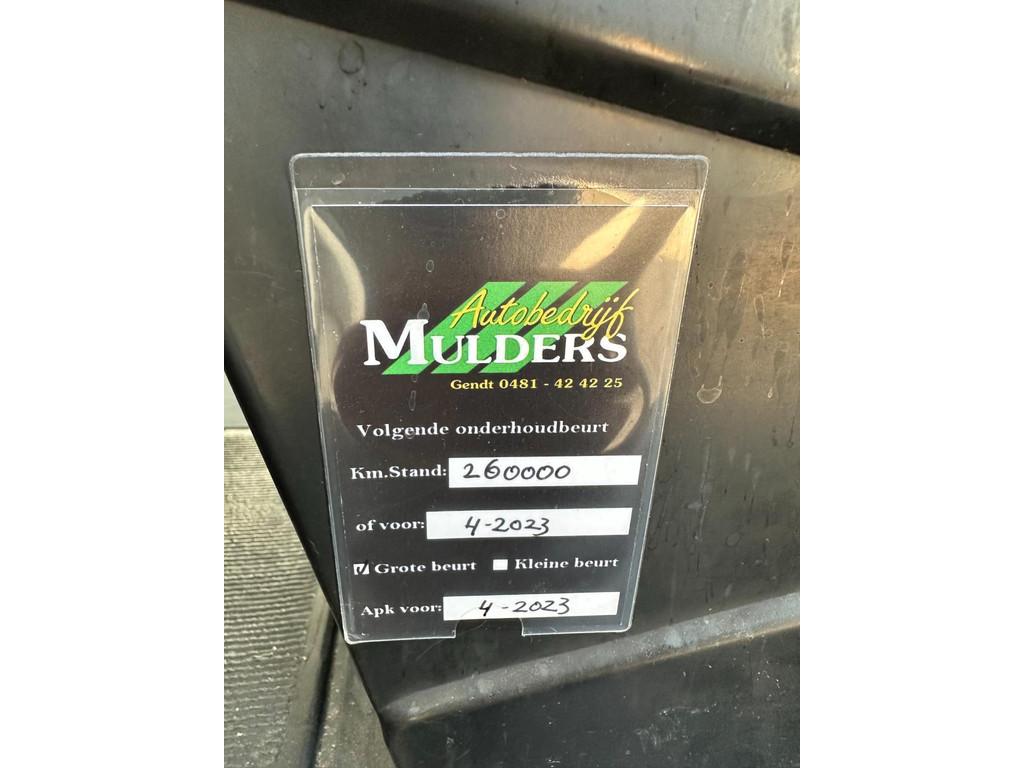 Autobedrijf
MULDERS
Gendt 0481 - 42 42 25
Volgende onderhoudbeurt
Km.Stand: 260000
of voor: 4-2023
Grote beurt Kleine beurt
Apk voor: 4-2023